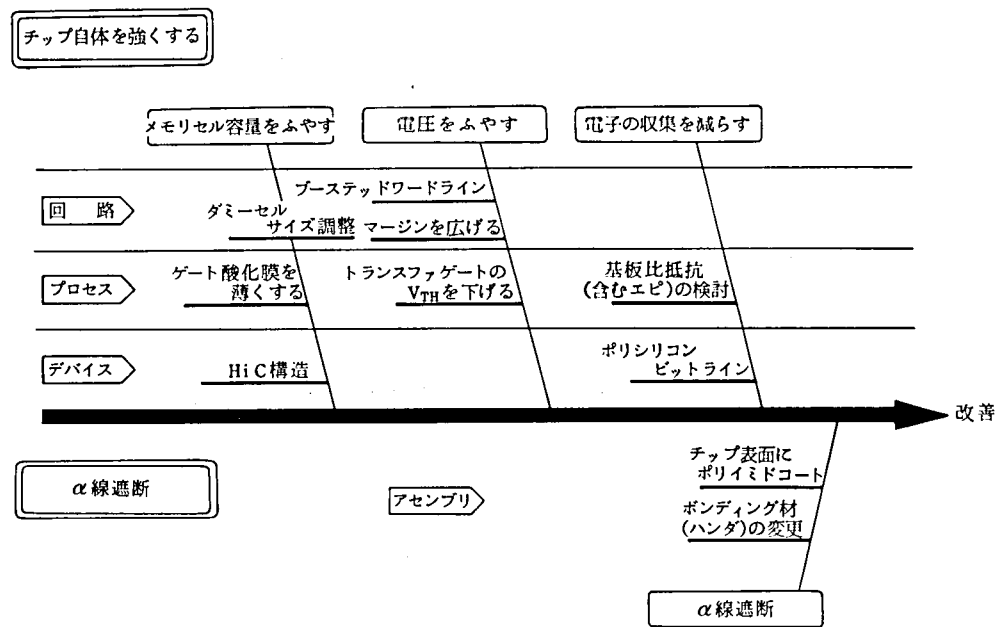 チップ自体を強くする
メモリセル容量をふやす
電圧をふやす
電子の収集を減らす
回 路
ブーステッドワードライン
ダミーセル
サイズ調整
マージンを広げる
プロセス
ゲート酸化膜を
薄くする
トランスファゲートの
VTHを下げる
基板比抵抗
(含むエピ)の検討
デバイス
HiC構造
ポリシリコン
ビットライン
改善
α線遮断
アセンブリ
チップ表面に
ポリイミドコート
ボンディング材
(ハンダ)の変更
α線遮断